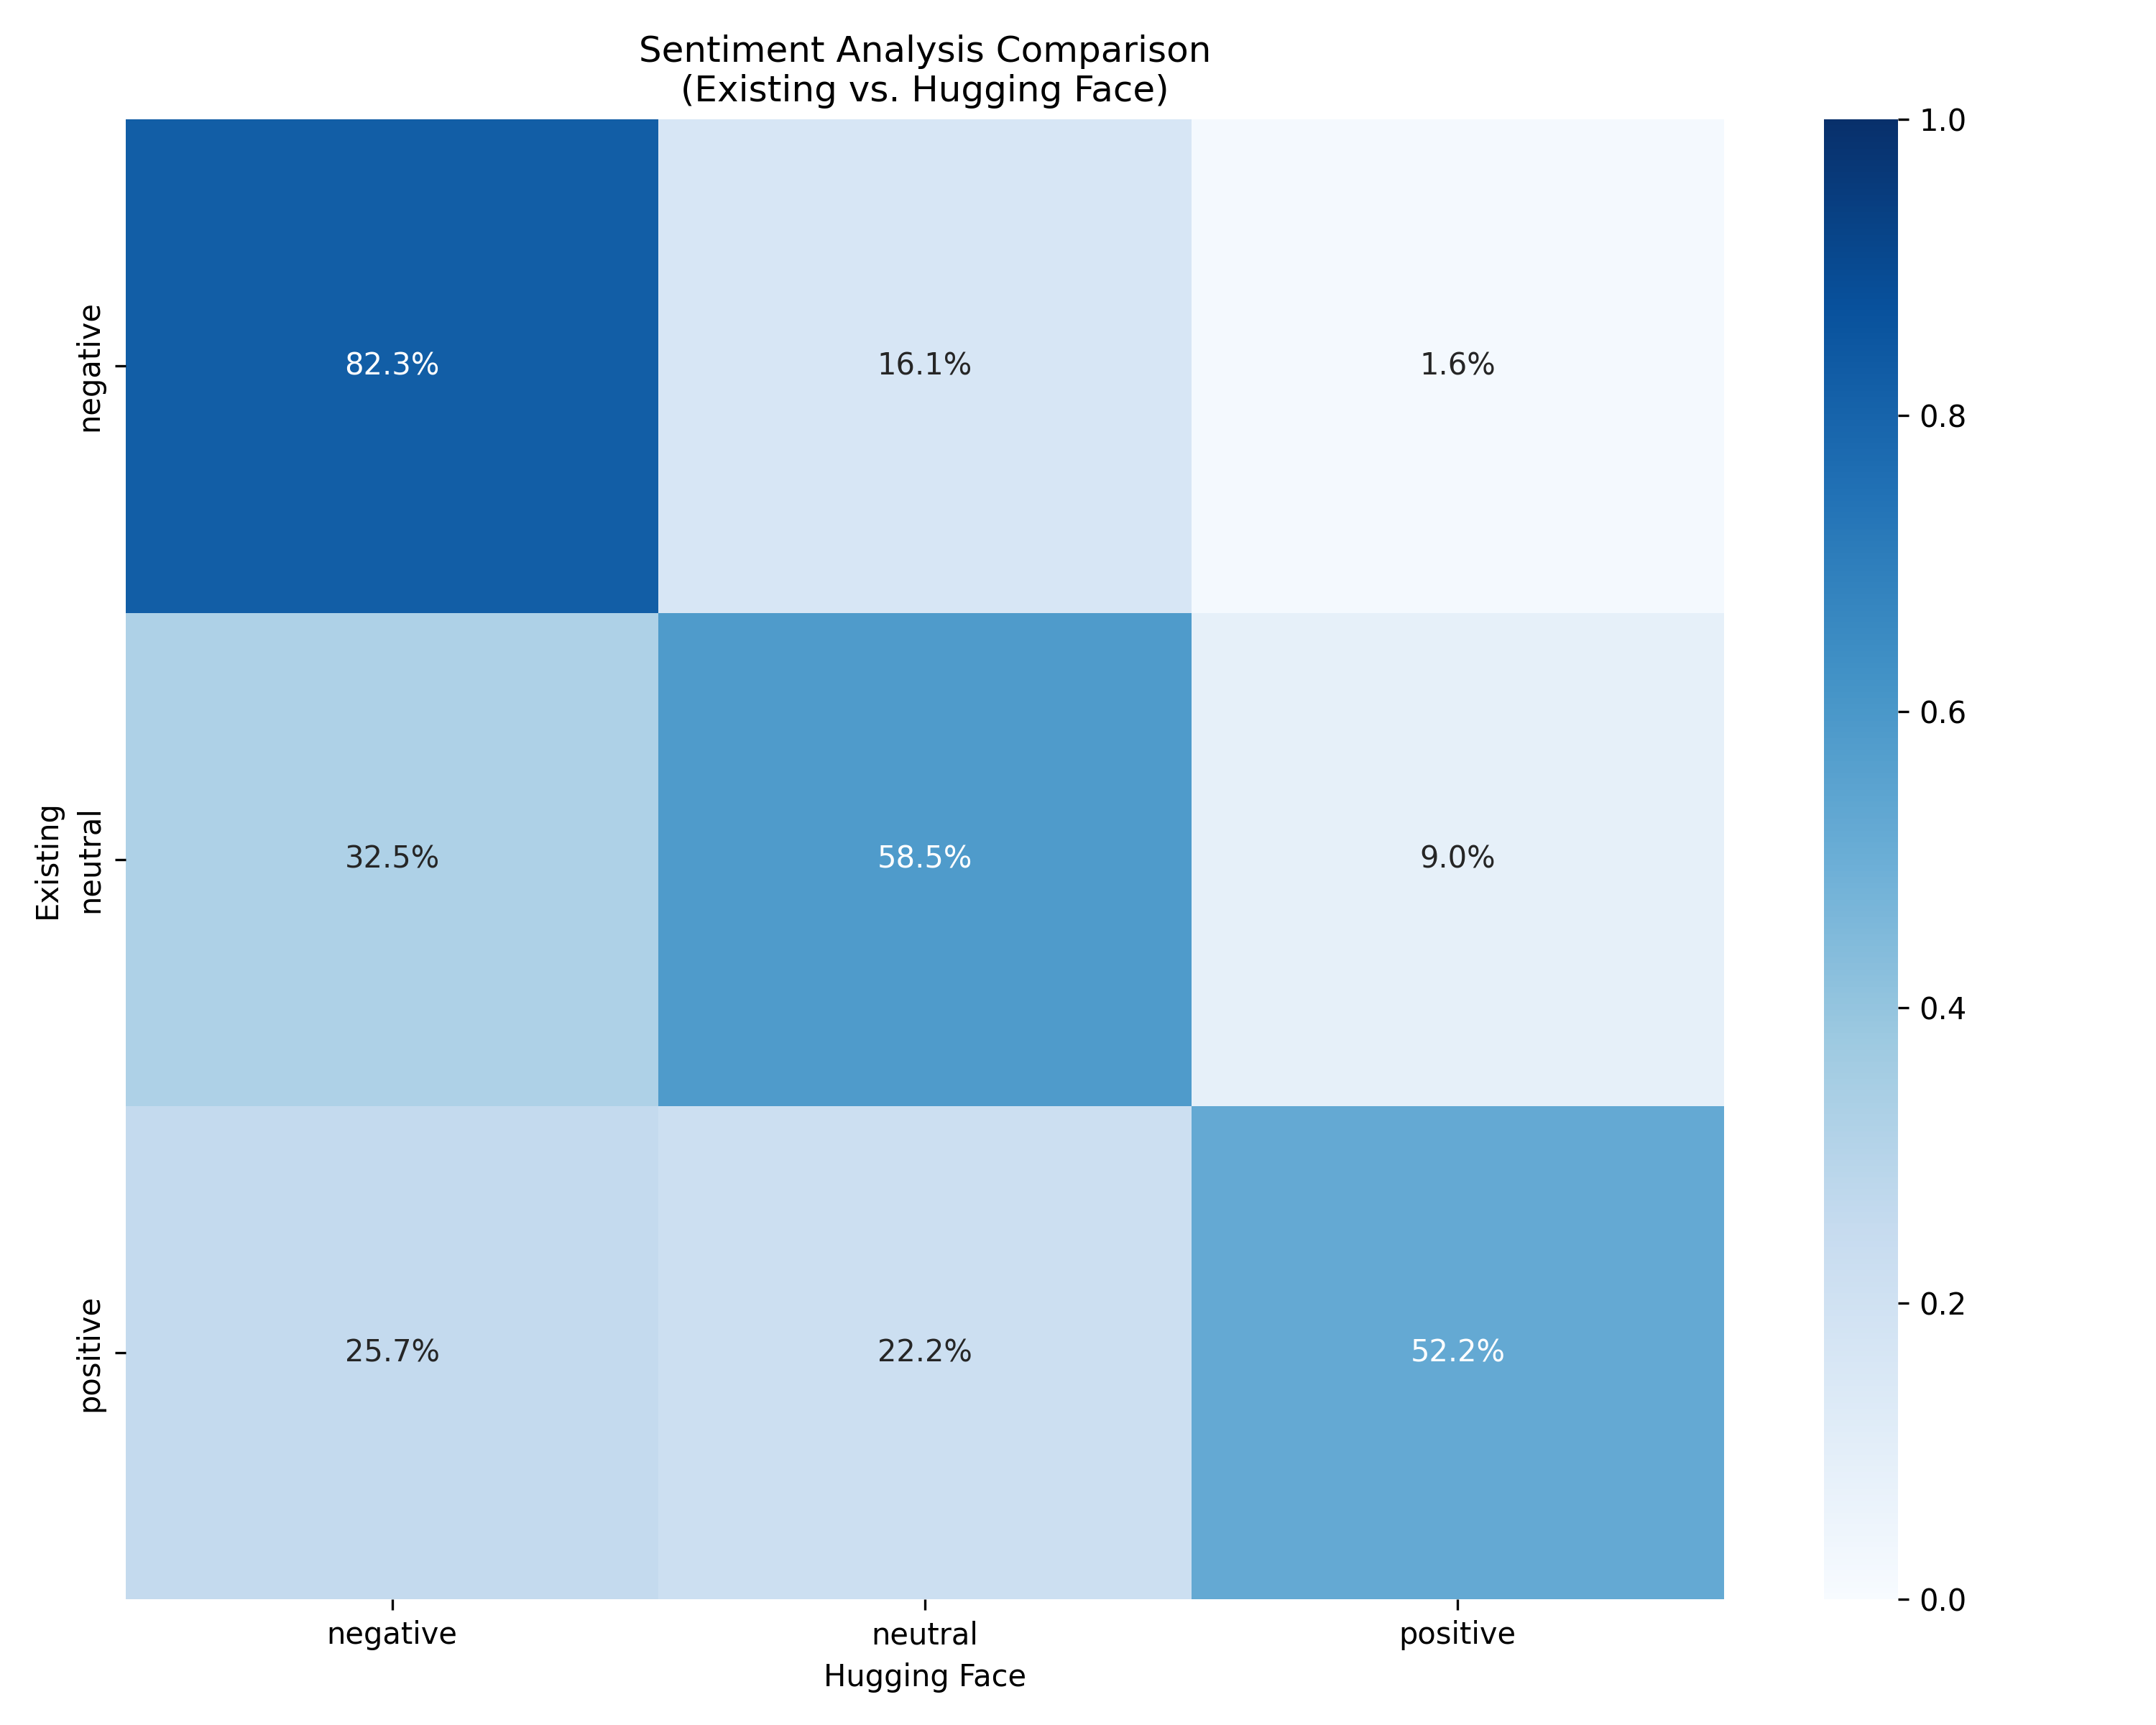 Sentiment Analysis Comparison
(Existing vs. Hugging Face)
negative
82.3%
16.1%
1.6%
Existing
neutral
32.5%
58.5%
9.0%
positive
25.7%
22.2%
52.2%
negative
neutral
positive
Hugging Face
1.0
0.8
0.6
0.4
0.2
0.0